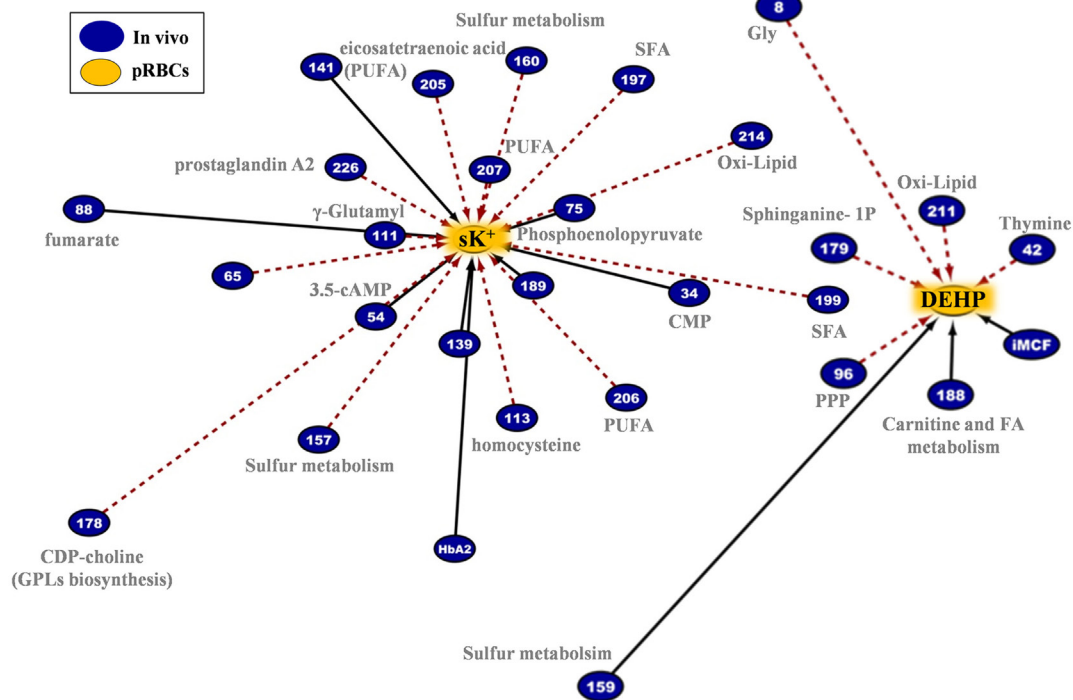 In vivo
pRBCs
8
Gly
Sulfur metabolism
eicosatetraenoic acid
(PUFA)
SFA
141
205
160
197
214
Oxi-Lipid
PUFA
207
prostaglandin A2
226
88
fumarate
γ-Glutamyl
111
75
Phosphoenolopyruvate
sK+
65
3.5-cAMP
54
189
34
CMP
199
SFA
139
206
PUFA
113
homocysteine
157
Sulfur metabolism
178
CDP-choline
(GPLs biosynthesis)
HbA2
Oxi-Lipid
211
Sphinganine- 1P
179
Thymine
42
DEHP
iMCF
96
PPP
188
Carnitine and FA
metabolism
Sulfur metabolsim
159